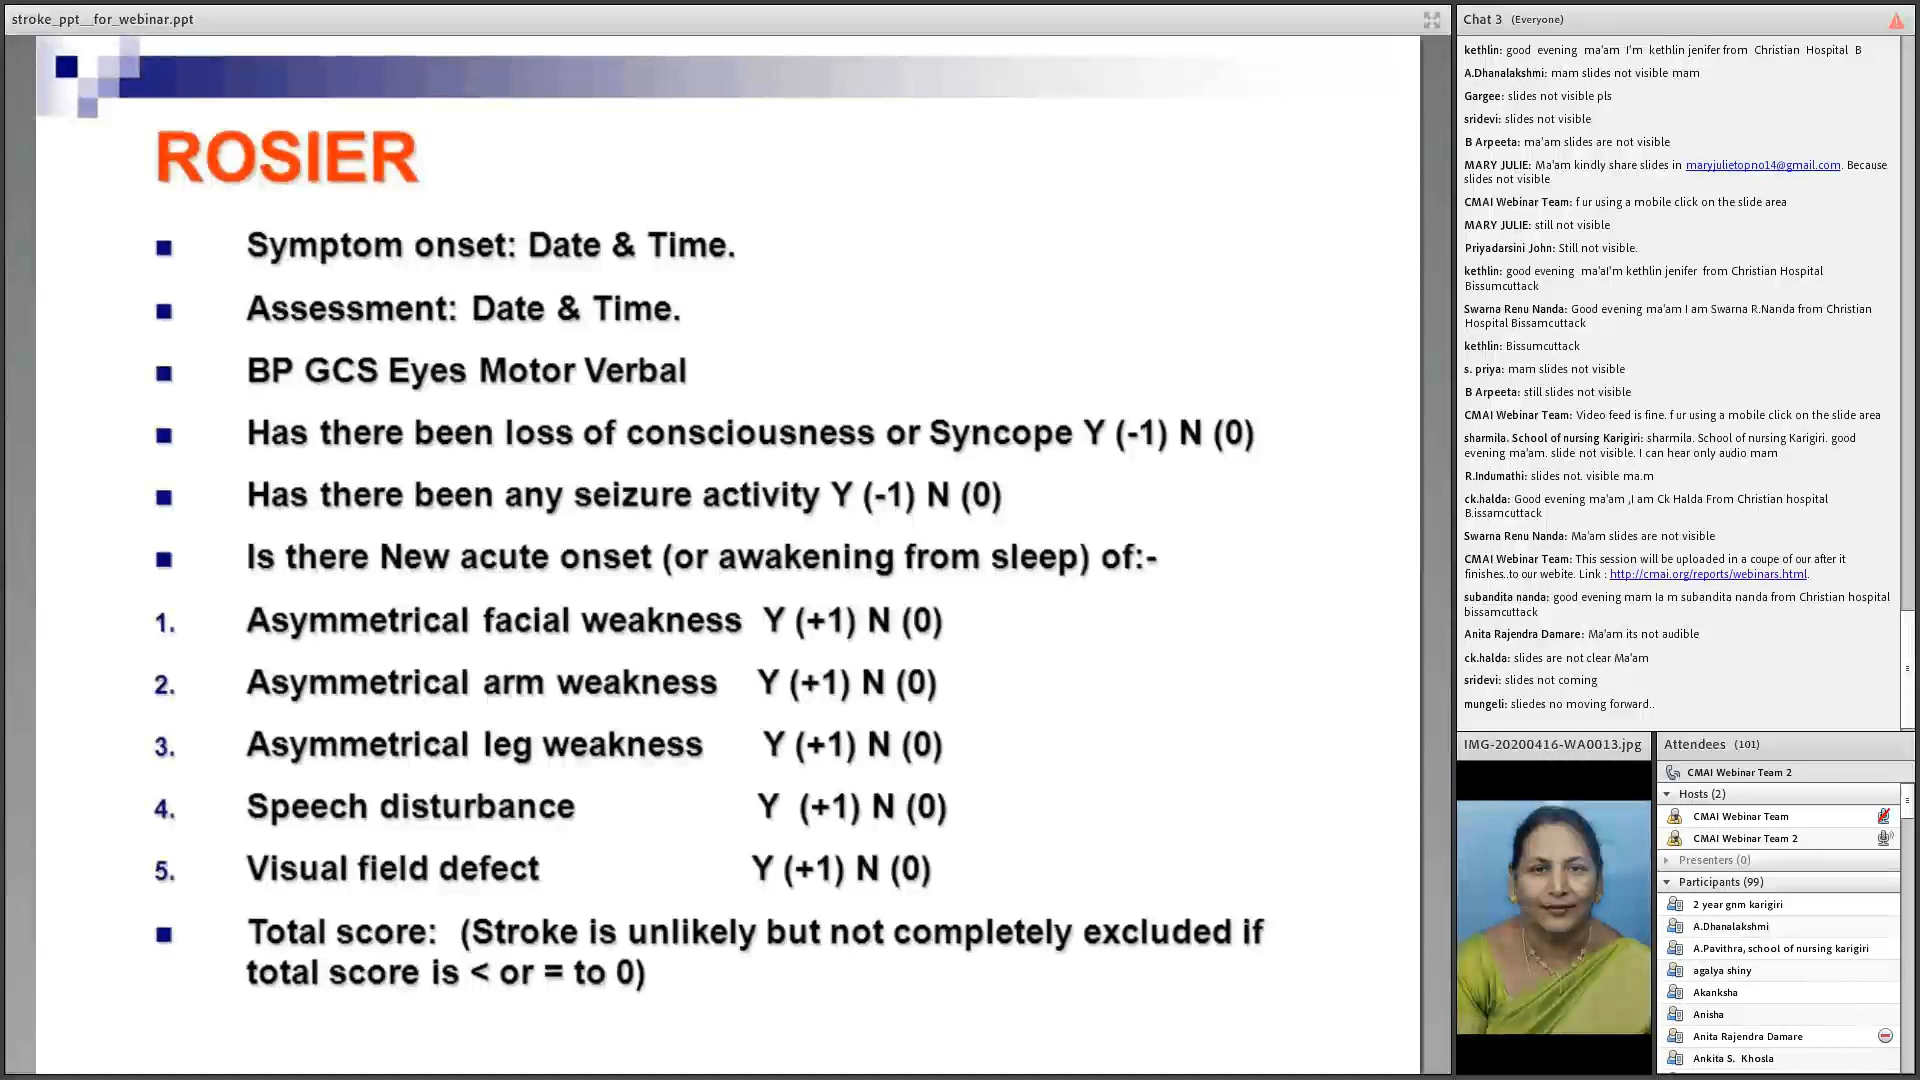 stroke_ppt__for_webinar.ppt
ROSIER
Symptom onset: Date & Time.
Assessment: Date & Time.
BP GCS Eyes Motor Verbal
Has there been loss of consciousness or Syncope Y (-1) N (0)
Has there been any seizure activity Y (-1) N (0)
Is there New acute onset (or awakening from sleep) of:-
1. Asymmetrical facial weakness Y (+1) N (0)
2. Asymmetrical arm weakness Y (+1) N (0)
3. Asymmetrical leg weakness Y (+1) N (0)
4. Speech disturbance Y (+1) N (0)
5. Visual field defect Y (+1) N (0)
Total score: (Stroke is unlikely but not completely excluded if
total score is < or = to 0)
Chat 3 (Everyone)
kethlin: good evening ma'am I'm kethlin jenifer from Christian Hospital B
A.Dhanalakshmi: mam slides not visible mam
Gargee: slides not visible pls
sridevi: slides not visible
B Arpeeta: ma'am slides are not visible
MARY JULIE: Ma'am kindly share slides in maryjulietopno14@gmail.com. Because
slides not visible
CMAI Webinar Team: f ur using a mobile click on the slide area
MARY JULIE: still not visible
Priyadarsini John: Still not visible.
kethlin: good evening ma'aI'm kethlin jenifer from Christian Hospital
Bissumcuttack
Swarna Renu Nanda: Good evening ma'am I am Swarna R.Nanda from Christian
Hospital Bissamcuttack
kethlin: Bissumcuttack
s. priya: mam slides not visible
B Arpeeta: still slides not visible
CMAI Webinar Team: Video feed is fine. f ur using a mobile click on the slide area
sharmila. School of nursing Karigiri: sharmila. School of nursing Karigiri. good
evening ma'am. slide not visible. I can hear only audio mam
R.Indumathi: slides not. visible ma.m
ck.halda: Good evening ma'am ,I am Ck Halda From Christian hospital
B.issamcuttack
Swarna Renu Nanda: Ma'am slides are not visible
CMAI Webinar Team: This session will be uploaded in a coupe of our after it
finishes..to our webite. Link : http://cmai.org/reports/webinars.html.
subandita nanda: good evening mam Ia m subandita nanda from Christian hospital
bissamcuttack
Anita Rajendra Damare: Ma'am its not audible
ck.halda: slides are not clear Ma'am
sridevi: slides not coming
mungeli: sliedes no moving forward..
IMG-20200416-WA0013.jpg
Attendees (101)
CMAI Webinar Team 2
Hosts (2)
CMAI Webinar Team
CMAI Webinar Team 2
Presenters (0)
Participants (99)
2 year gnm karigiri
A.Dhanalakshmi
A.Pavithra, school of nursing karigiri
agalya shiny
Akanksha
Anisha
Anita Rajendra Damare
Ankita S. Khosla